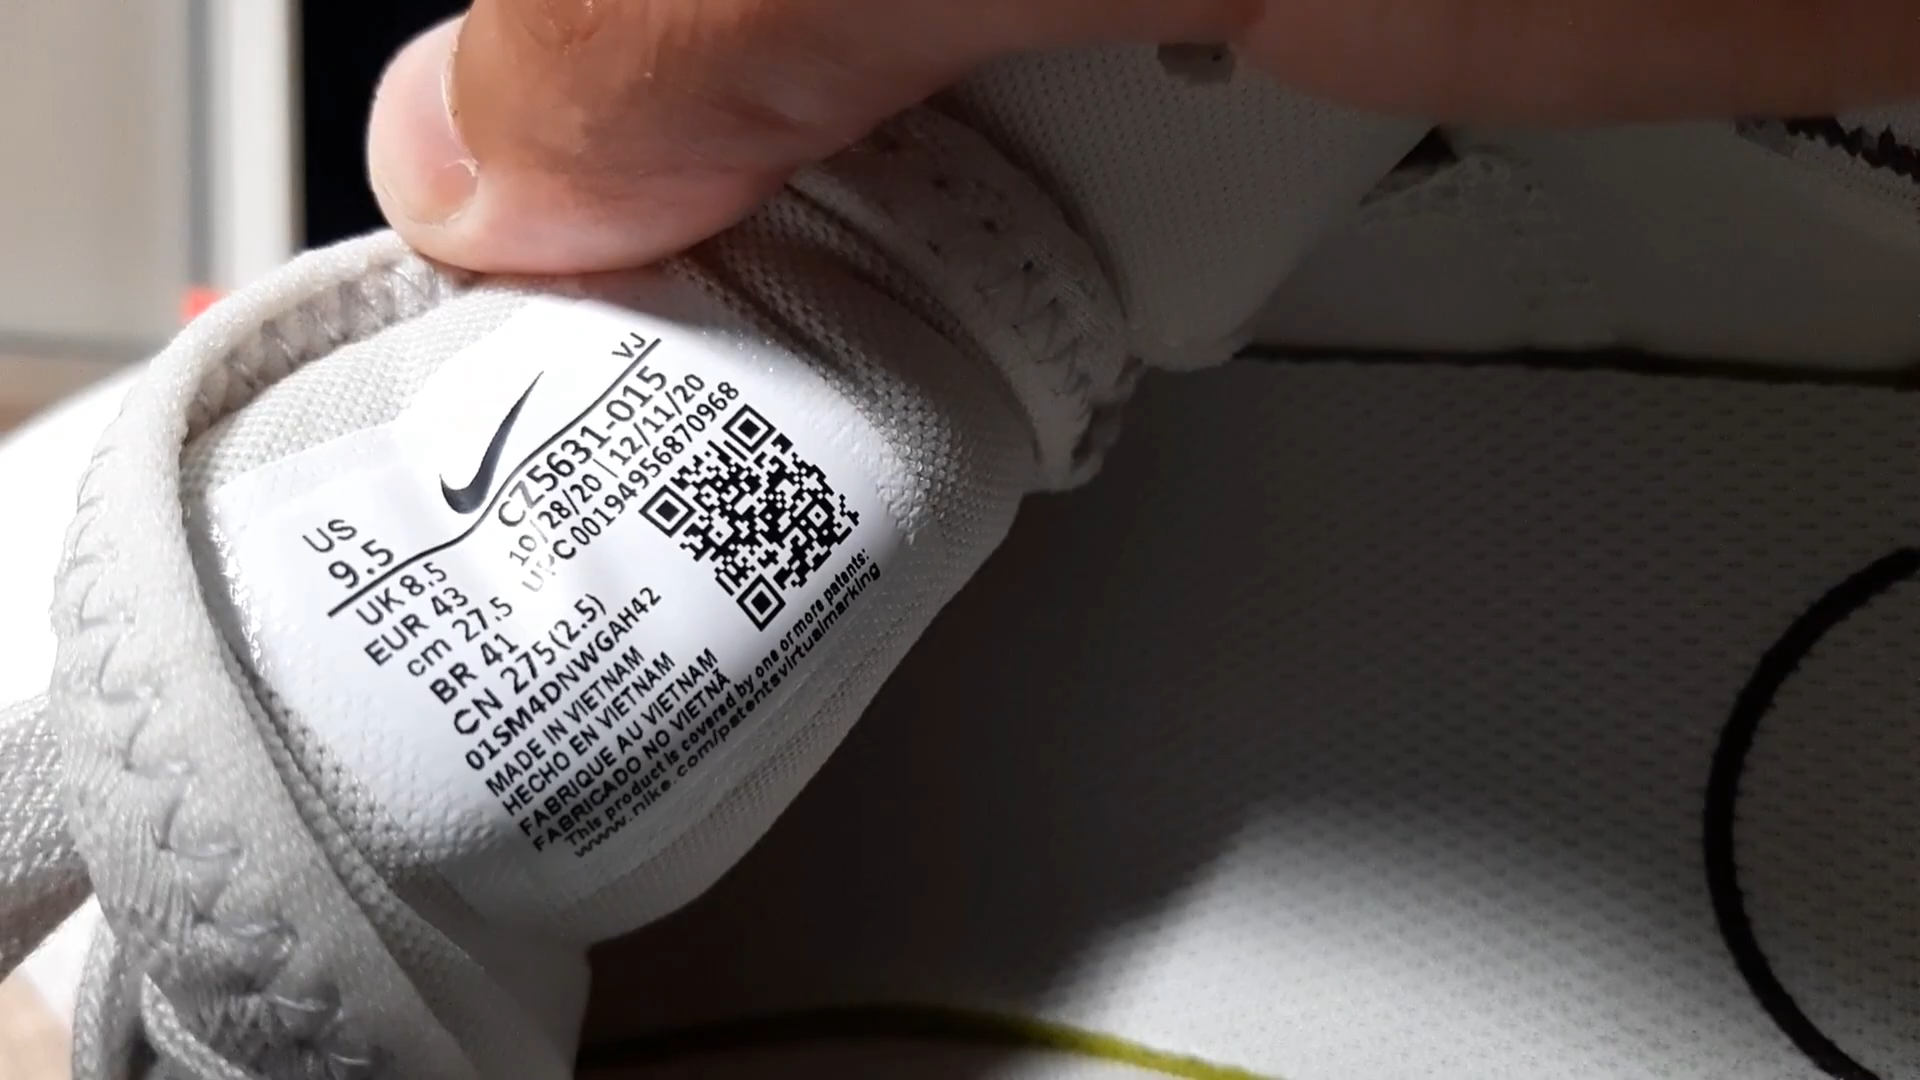 VJ
US
9.5
CZ5631-015
10/28/20 | 12/11/20
UPC00194956870968
UK 8.5
EUR 43
cm 27.5
BR 41
CN 275(2.5)
01SM4DNWGAH42
MADE IN VIETNAM
HECHO EN VIETNAM
FABRIQUE AU VIETNAM
FABRICADO NO VIETNÃ
This product is covered by one or more patents:
www.nike.com/patentsvirtualmarking